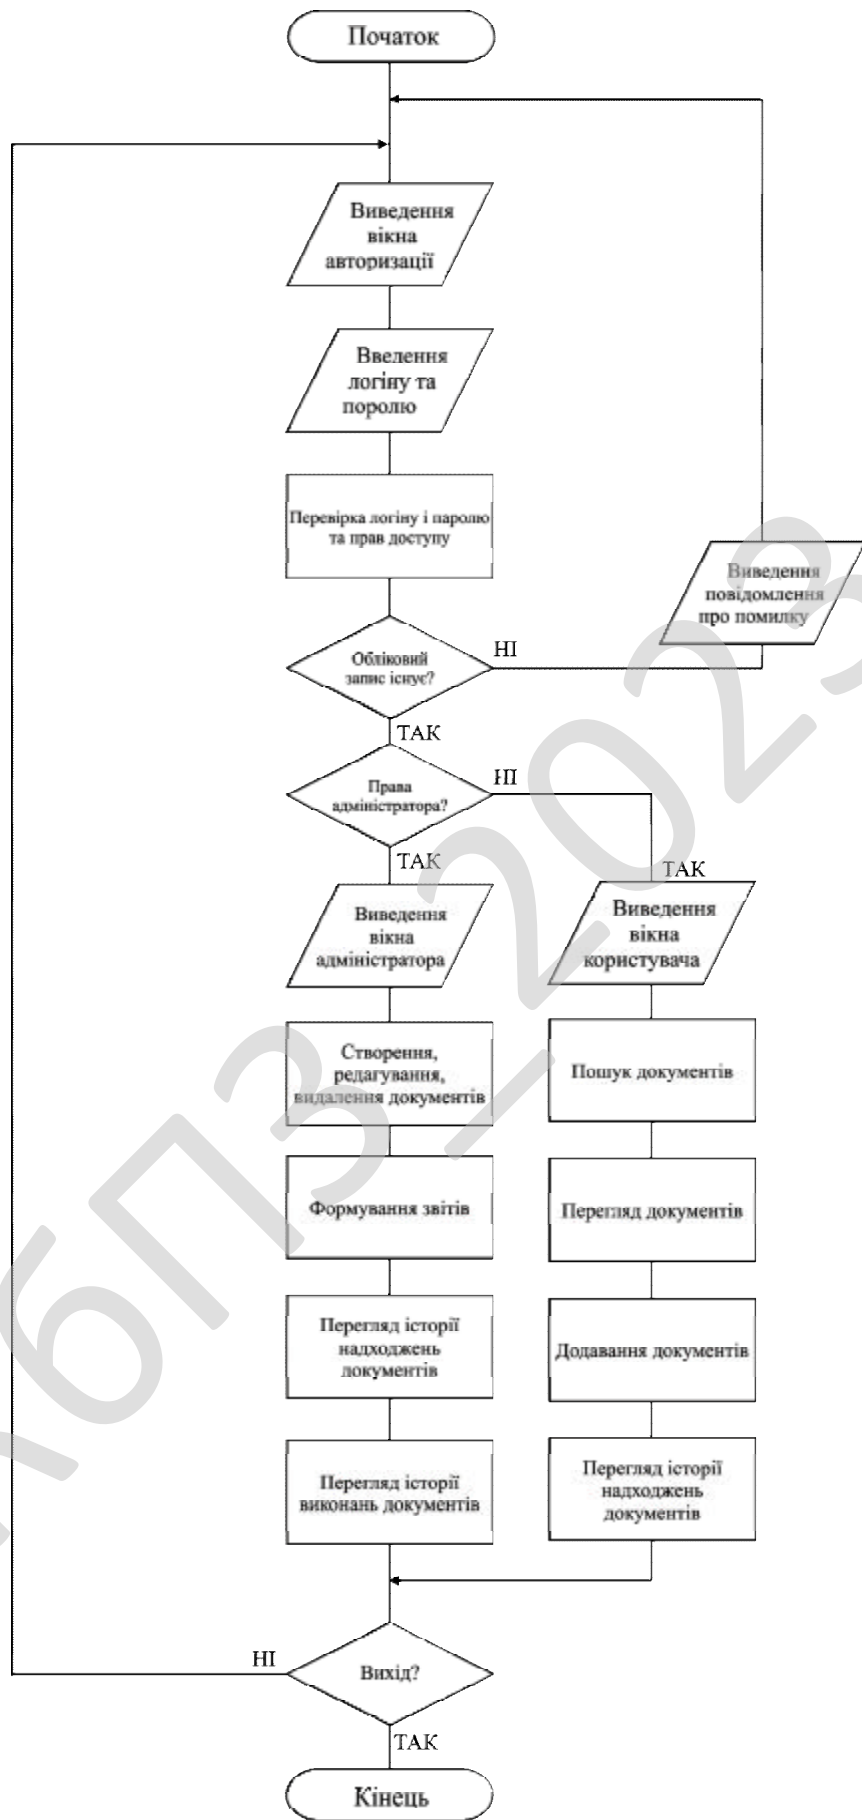 Початок
Виведення
вікна
авторизації
Ввелення
логіну та
поролю
Перевірка логіну і паролю
та прав доступу
Виведення
повідомлення
про помилку
Обліковий
запис існує?
НІ
ТАК
Права
адміністратора?
НІ
ТАК
ТАК
Виведення
вікна
адміністратора
Виведення
вікна
користувача
Створення,
редагування,
видалення документів
Пошук документів
Формування звітів
Перегляд документів
Перегляд історії
надходжень
документів
Додавання документів
Перегляд історії
виконань документів
Перегляд історії
надходжень
документів
НІ
Вихід?
ТАК
Кінець
бПЗ_2023